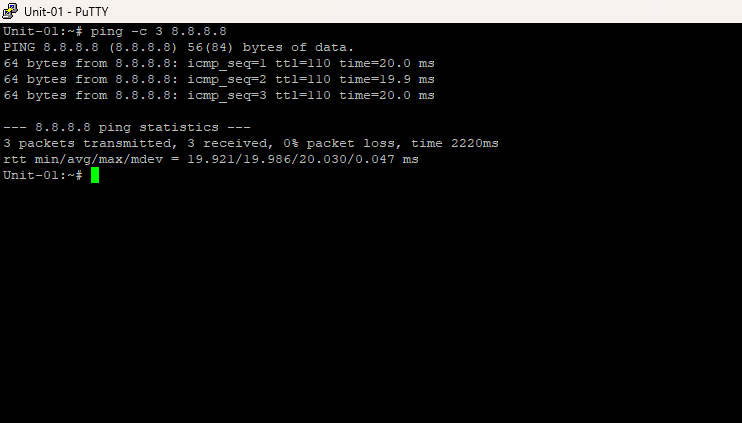 Unit-01 - PuTTY
Unit-01:~# ping -c 3 8.8.8.8
PING 8.8.8.8 (8.8.8.8) 56(84) bytes of data.
64 bytes from 8.8.8.8: icmp_seq=1 ttl=110 time=20.0 ms
64 bytes from 8.8.8.8: icmp_seq=2 ttl=110 time=19.9 ms
64 bytes from 8.8.8.8: icmp_seq=3 ttl=110 time=20.0 ms
--- 8.8.8.8 ping statistics ---
3 packets transmitted, 3 received, 0% packet loss, time 2220ms
rtt min/avg/max/mdev = 19.921/19.986/20.030/0.047 ms
Unit-01:~#